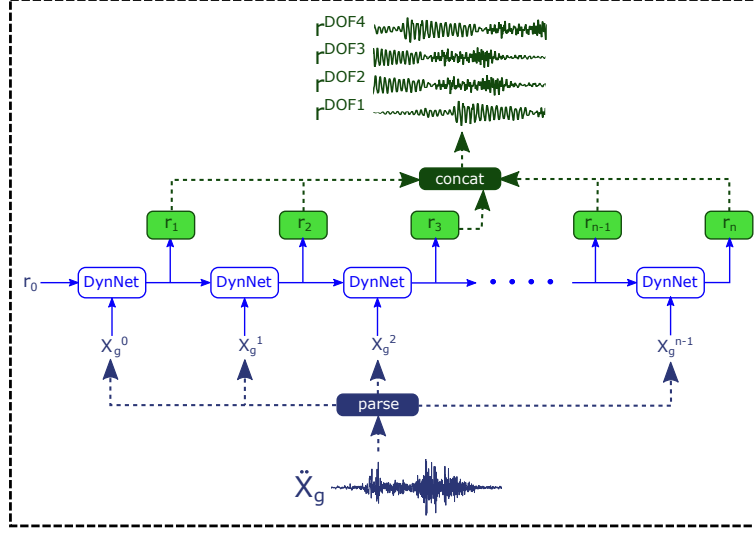 r^DOF4
r^DOF3
r^DOF2
r^DOF1
concat
r_1 r_2 r_3 r_{n-1} r_n
r_0 DynNet DynNet DynNet . . . . DynNet
X_g^0 X_g^1 X_g^2 X_g^{n-1}
parse
Ẍ_g